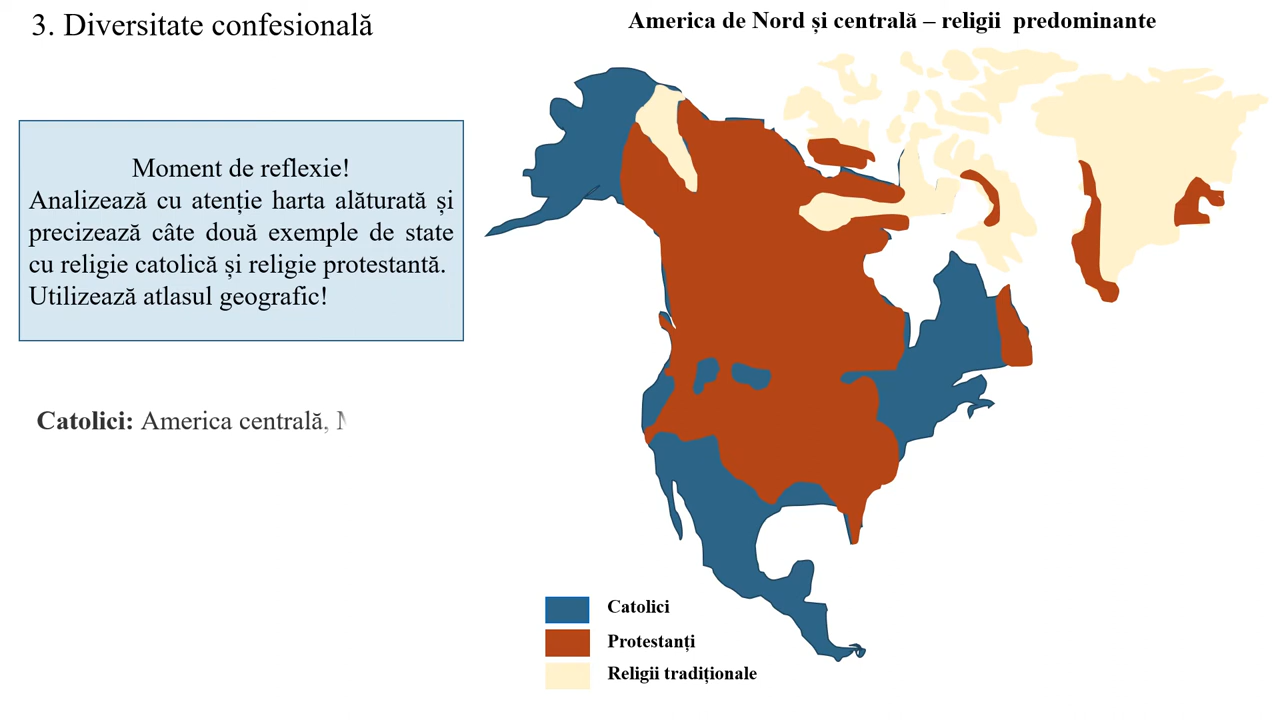 3. Diversitate confesională
America de Nord și centrală – religii predominante
Moment de reflexie!
Analizează cu atenție harta alăturată și
precizează câte două exemple de state
cu religie catolică și religie protestantă.
Utilizează atlasul geografic!
Catolici: America centrală,
Catolici
Protestanți
Religii tradiționale